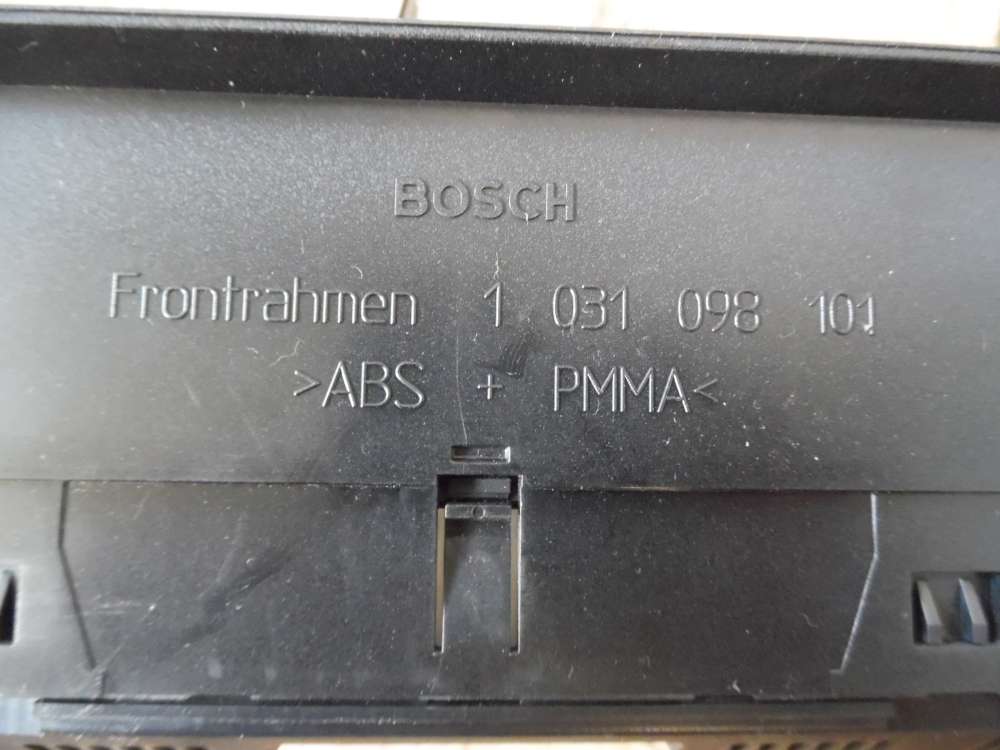 BOSCH
Frontrahmen 1 031 098 101
>ABS + PMMA<